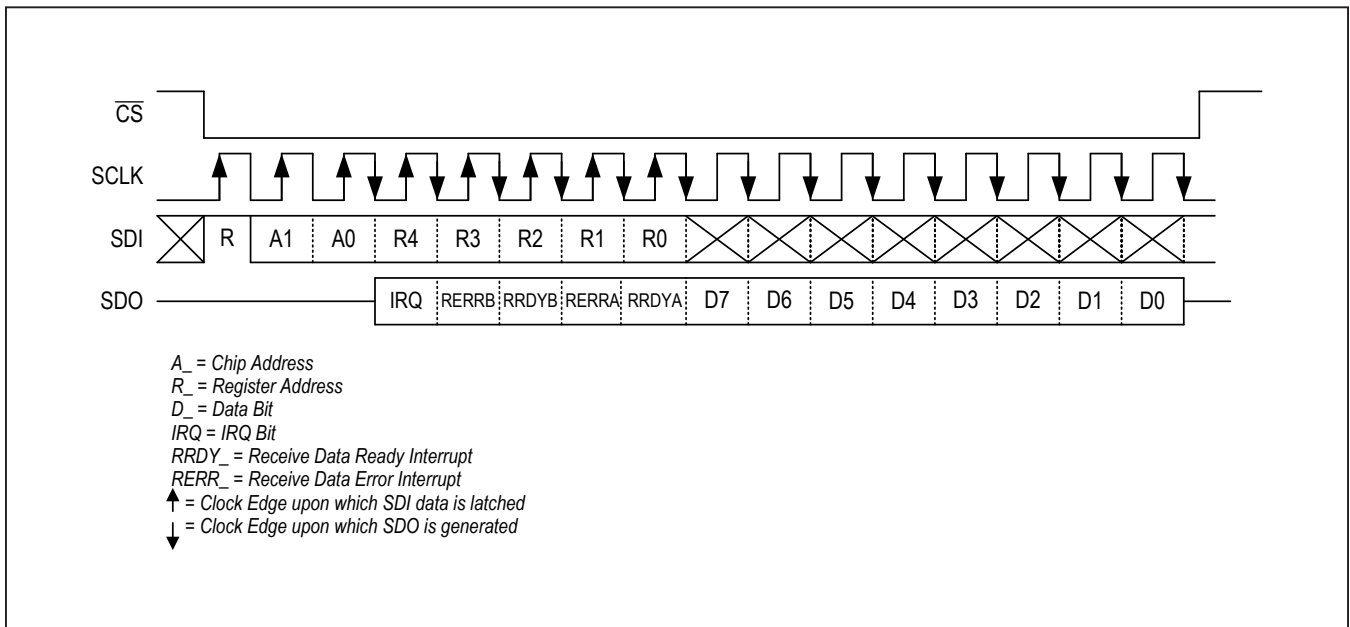 CS
SCLK
SDI R A1 A0 R4 R3 R2 R1 R0
SDO IRQ RERRB RRDYB RERRA RRDYA D7 D6 D5 D4 D3 D2 D1 D0
A_ = Chip Address
R_ = Register Address
D_ = Data Bit
IRQ = IRQ Bit
RRDY_ = Receive Data Ready Interrupt
RERR_ = Receive Data Error Interrupt
= Clock Edge upon which SDI data is latched
= Clock Edge upon which SDO is generated